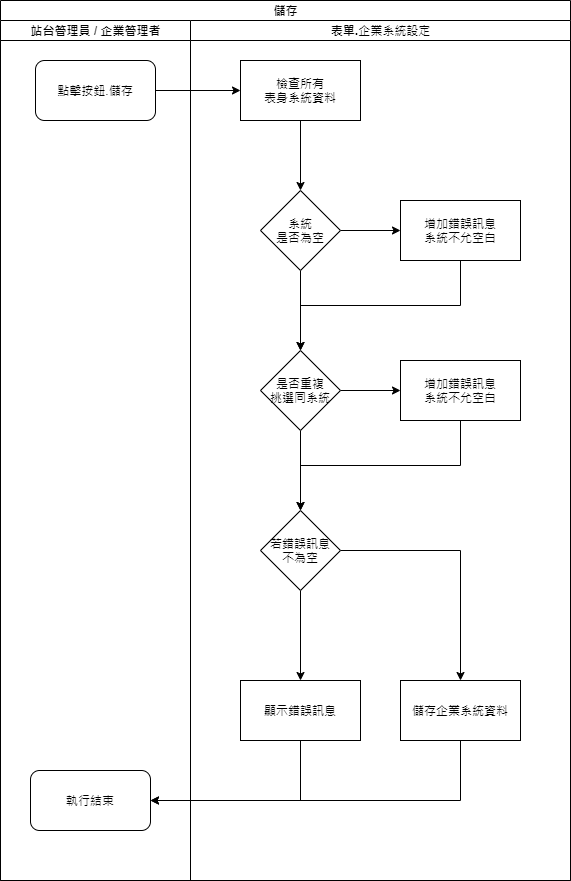 儲存
站台管理員 / 企業管理者
表單.企業系統設定
點擊按鈕.儲存
檢查所有
表身系統資料
系統
是否為空
增加錯誤訊息
系統不允空白
是否重複
挑選同系統
增加錯誤訊息
系統不允空白
若錯誤訊息
不為空
顯示錯誤訊息
儲存企業系統資料
執行結束